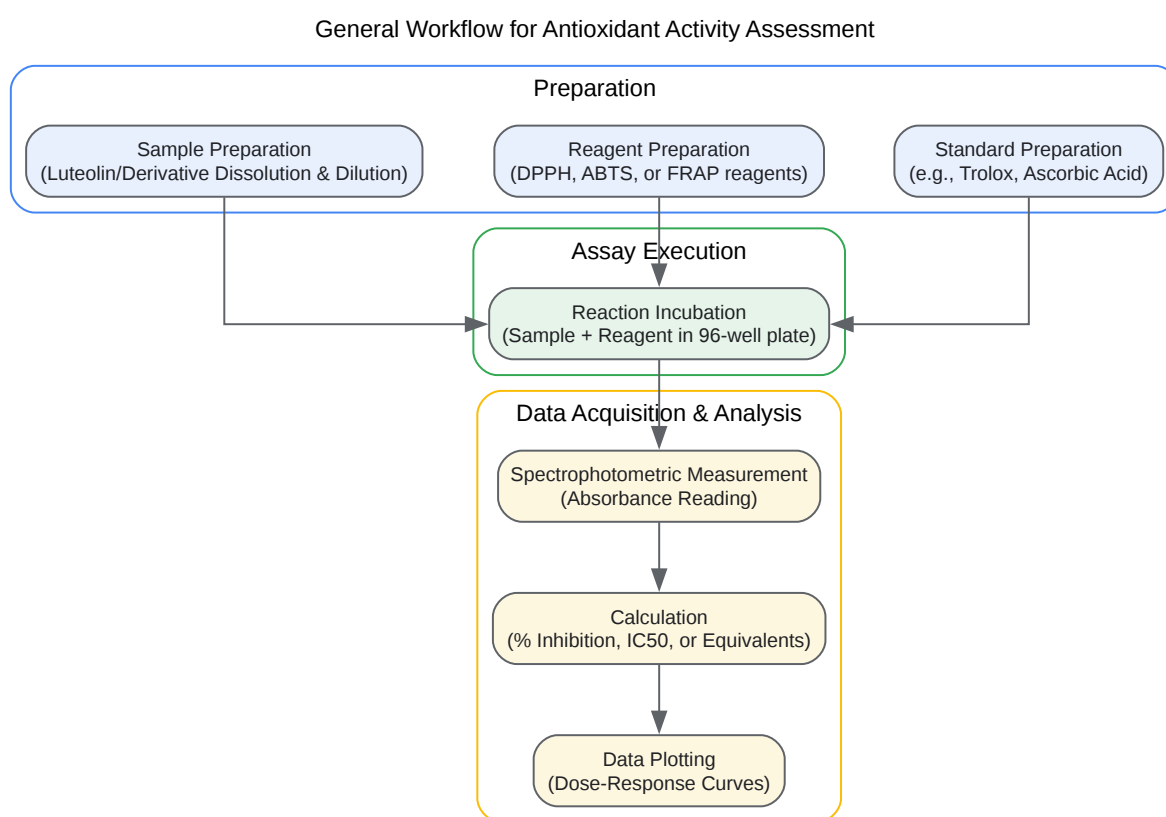 General Workflow for Antioxidant Activity Assessment
Preparation
Sample Preparation
(Luteolin/Derivative Dissolution & Dilution)
Reagent Preparation
(DPPH, ABTS, or FRAP reagents)
Standard Preparation
(e.g., Trolox, Ascorbic Acid)
Assay Execution
Reaction Incubation
(Sample + Reagent in 96-well plate)
Data Acquisition & Analysis
Spectrophotometric Measurement
(Absorbance Reading)
Calculation
(% Inhibition, IC50, or Equivalents)
Data Plotting
(Dose-Response Curves)